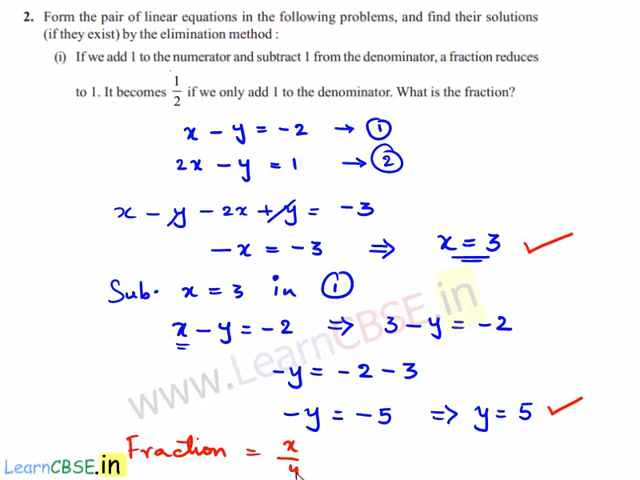 2. Form the pair of linear equations in the following problems, and find their solutions
(if they exist) by the elimination method :
(i) If we add 1 to the numerator and subtract 1 from the denominator, a fraction reduces
to 1. It becomes 1/2 if we only add 1 to the denominator. What is the fraction?
x - y = -2 → ①
2x - y = 1 → ②
x - y - 2x + y = -3
-x = -3 ⇒ x = 3
Sub. x = 3 in ①
x - y = -2 ⇒ 3 - y = -2
-y = -2 - 3
-y = -5 ⇒ y = 5
Fraction = x/y
www.LearnCBSE.in
LearnCBSE.in